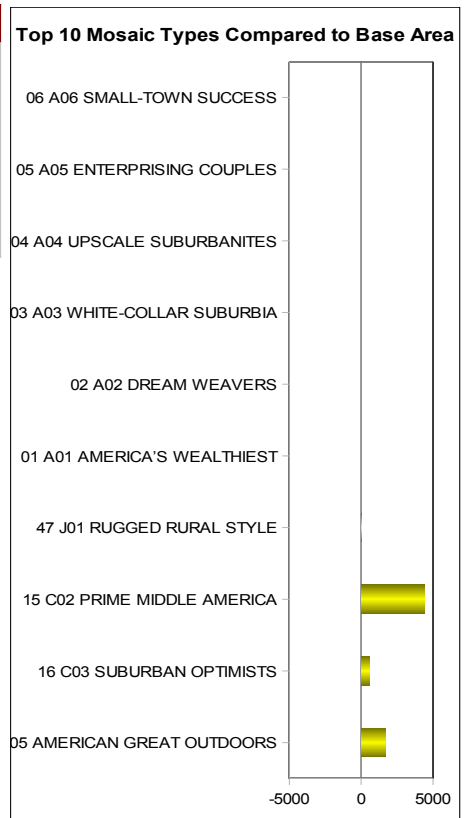 Top 10 Mosaic Types Compared to Base Area
06 A06 SMALL-TOWN SUCCESS
05 A05 ENTERPRISING COUPLES
04 A04 UPSCALE SUBURBANITES
03 A03 WHITE-COLLAR SUBURBIA
02 A02 DREAM WEAVERS
01 A01 AMERICA'S WEALTHIEST
47 J01 RUGGED RURAL STYLE
15 C02 PRIME MIDDLE AMERICA
16 C03 SUBURBAN OPTIMISTS
05 AMERICAN GREAT OUTDOORS
-5000 0 5000